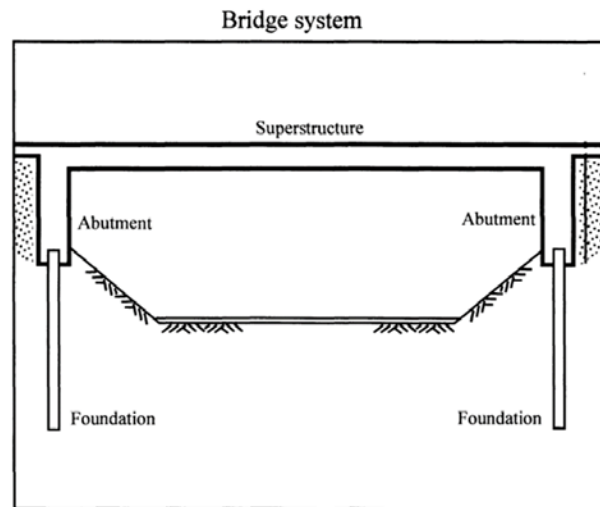 Bridge system
Superstructure
Abutment
Abutment
Foundation
Foundation